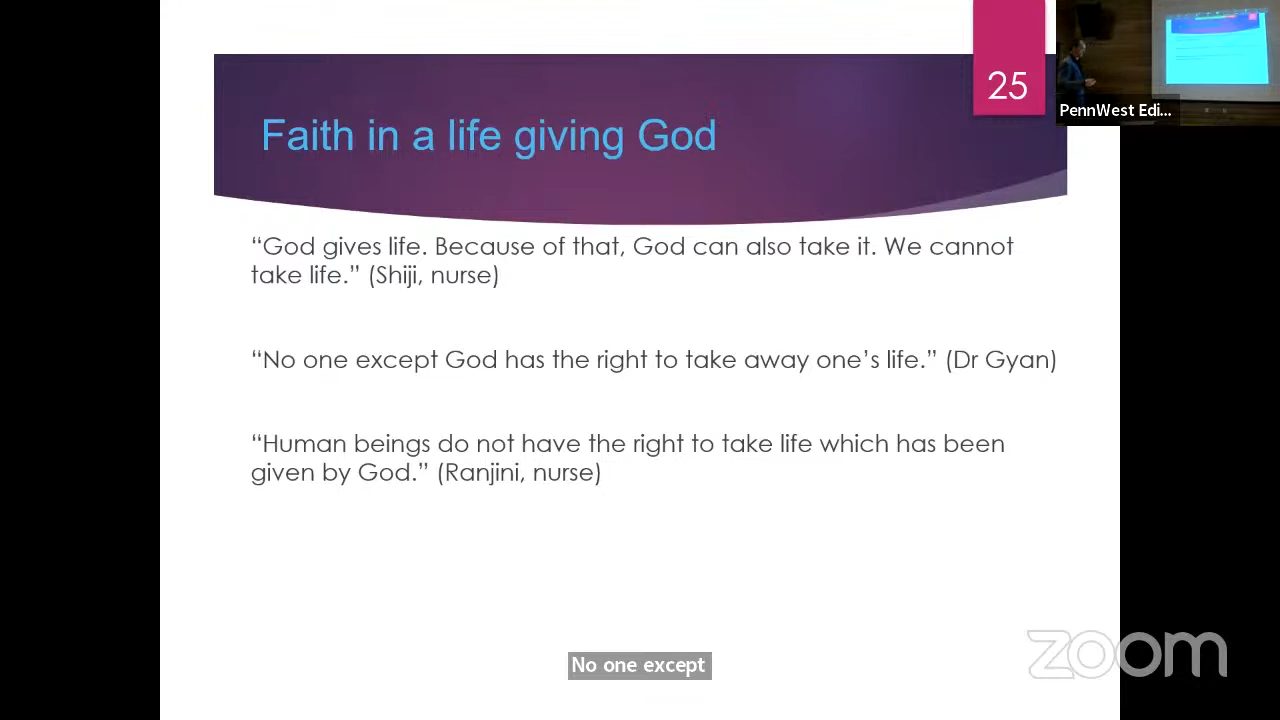 25
PennWest Edi...
Faith in a life giving God
“God gives life. Because of that, God can also take it. We cannot
take life.” (Shiji, nurse)
“No one except God has the right to take away one’s life.” (Dr Gyan)
“Human beings do not have the right to take life which has been
given by God.” (Ranjini, nurse)
No one except
zoom